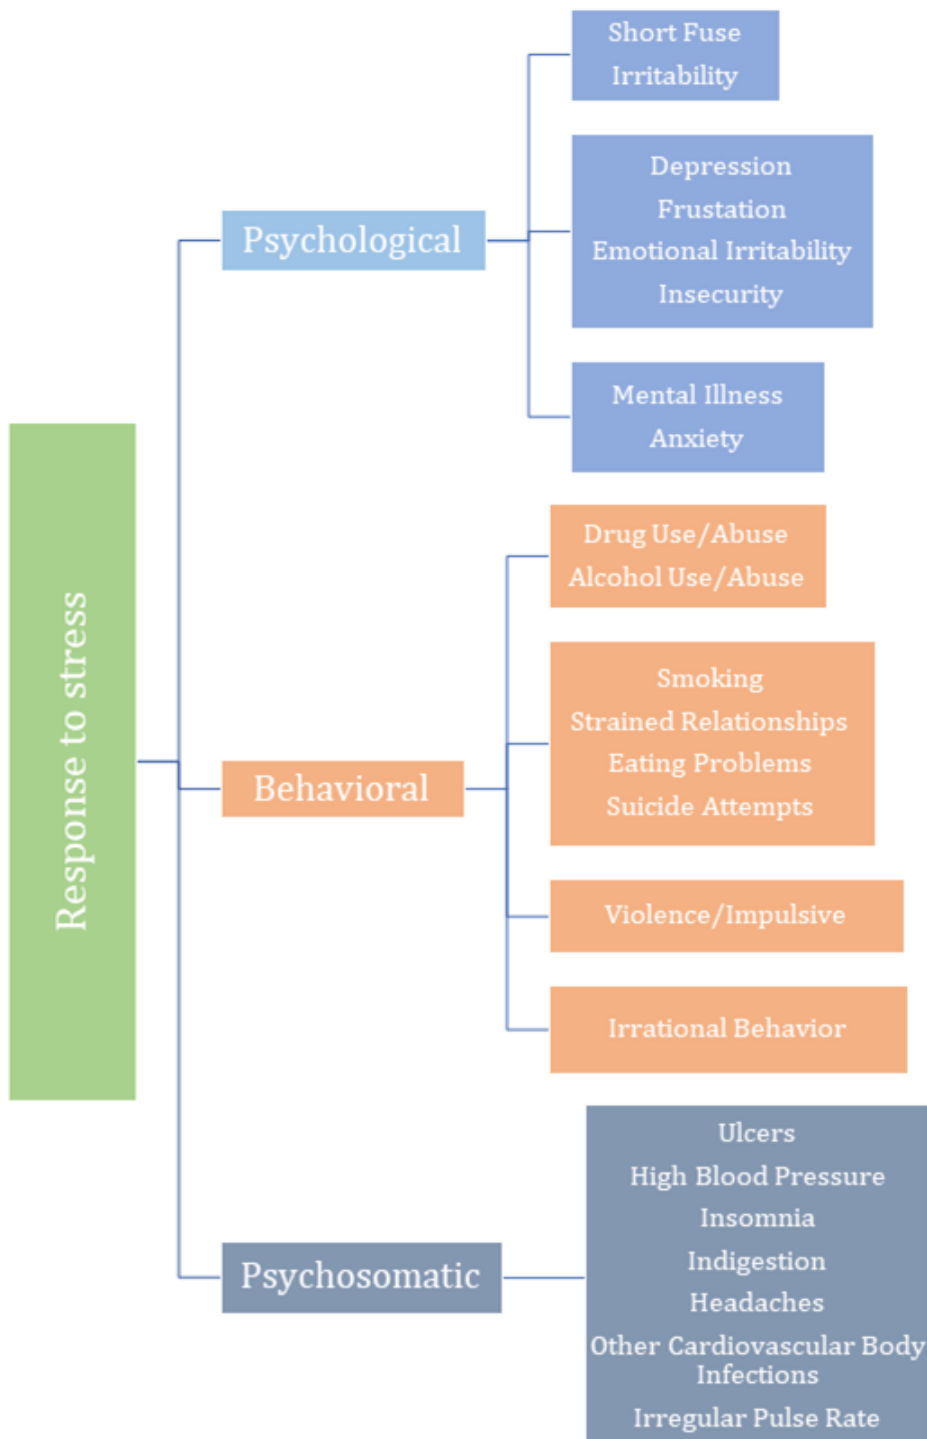 Response to stress
Psychological
Short Fuse
Irritability
Depression
Frustation
Emotional Irritability
Insecurity
Mental Illness
Anxiety
Behavioral
Drug Use/Abuse
Alcohol Use/Abuse
Smoking
Strained Relationships
Eating Problems
Suicide Attempts
Violence/Impulsive
Irrational Behavior
Psychosomatic
Ulcers
High Blood Pressure
Insomnia
Indigestion
Headaches
Other Cardiovascular Body
Infections
Irregular Pulse Rate